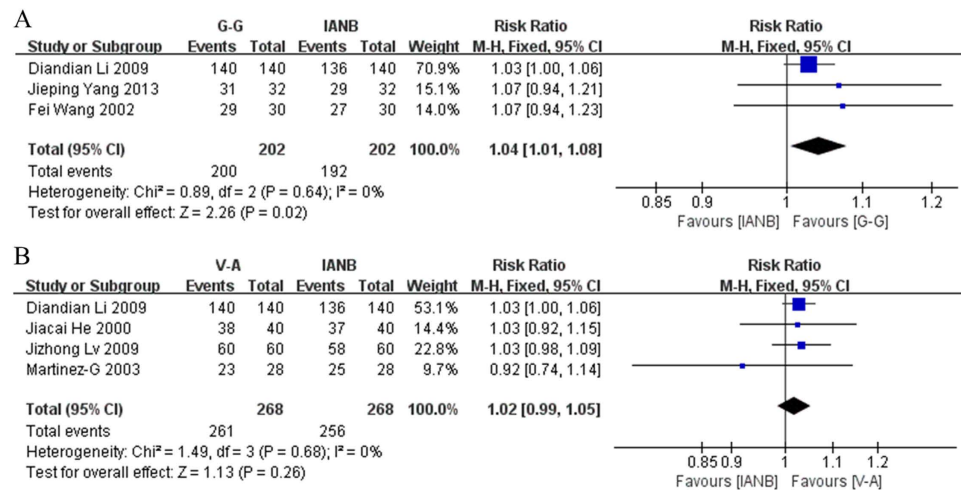 A
G-G IANB Risk Ratio Risk Ratio
Study or Subgroup Events Total Events Total Weight M-H, Fixed, 95% CI M-H, Fixed, 95% CI
Diandian Li 2009 140 140 136 140 70.9% 1.03 [1.00, 1.06]
Jieping Yang 2013 31 32 29 32 15.1% 1.07 [0.94, 1.21]
Fei Wang 2002 29 30 27 30 14.0% 1.07 [0.94, 1.23]
Total (95% CI) 202 202 100.0% 1.04 [1.01, 1.08]
Total events 200 192
Heterogeneity: Chi² = 0.89, df = 2 (P = 0.64); I² = 0%
Test for overall effect: Z = 2.26 (P = 0.02)
0.85 0.9 1 1.1 1.2
Favours [IANB] Favours [G-G]
B
V-A IANB Risk Ratio Risk Ratio
Study or Subgroup Events Total Events Total Weight M-H, Fixed, 95% CI M-H, Fixed, 95% CI
Diandian Li 2009 140 140 136 140 53.1% 1.03 [1.00, 1.06]
Jiacai He 2000 38 40 37 40 14.4% 1.03 [0.92, 1.15]
Jizhong Lv 2009 60 60 58 60 22.8% 1.03 [0.98, 1.09]
Martinez-G 2003 23 28 25 28 9.7% 0.92 [0.74, 1.14]
Total (95% CI) 268 268 100.0% 1.02 [0.99, 1.05]
Total events 261 256
Heterogeneity: Chi² = 1.49, df = 3 (P = 0.68); I² = 0%
Test for overall effect: Z = 1.13 (P = 0.26)
0.85 0.9 1 1.1 1.2
Favours [IANB] Favours [V-A]